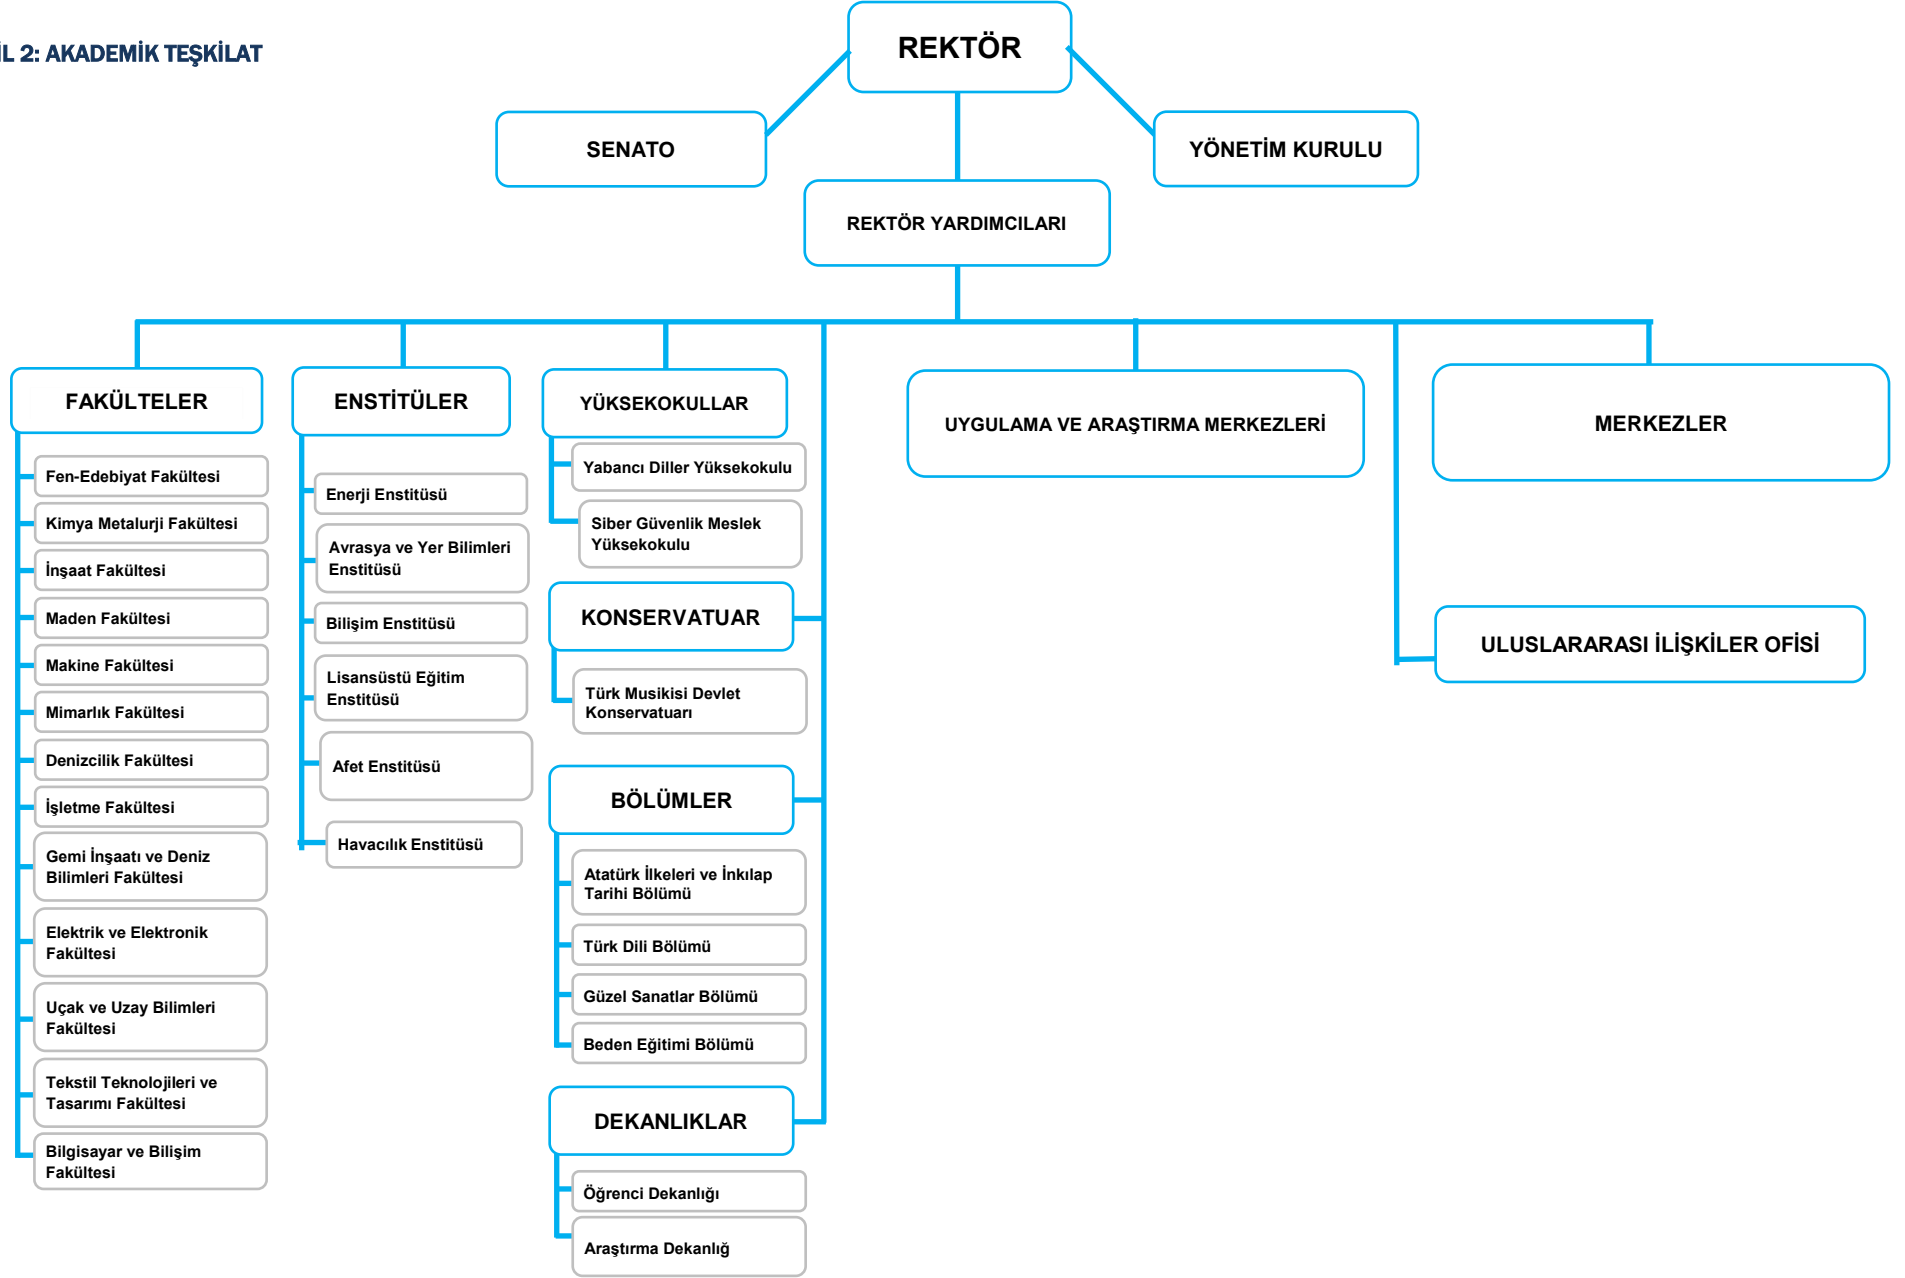 İL 2: AKADEMİK TEŞKİLAT
REKTÖR
SENATO
YÖNETİM KURULU
REKTÖR YARDIMCILARI
FAKÜLTELER
Fen-Edebiyat Fakültesi
Kimya Metalurji Fakültesi
İnşaat Fakültesi
Maden Fakültesi
Makine Fakültesi
Mimarlık Fakültesi
Denizcilik Fakültesi
İşletme Fakültesi
Gemi İnşaatı ve Deniz
Bilimleri Fakültesi
Elektrik ve Elektronik
Fakültesi
Uçak ve Uzay Bilimleri
Fakültesi
Tekstil Teknolojileri ve
Tasarımı Fakültesi
Bilgisayar ve Bilişim
Fakültesi
ENSTİTÜLER
Enerji Enstitüsü
Avrasya ve Yer Bilimleri
Enstitüsü
Bilişim Enstitüsü
Lisansüstü Eğitim
Enstitüsü
Afet Enstitüsü
Havacılık Enstitüsü
YÜKSEKOKULLAR
Yabancı Diller Yüksekokulu
Siber Güvenlik Meslek
Yüksekokulu
KONSERVATUAR
Türk Musikisi Devlet
Konservatuarı
BÖLÜMLER
Atatürk İlkeleri ve İnkılap
Tarihi Bölümü
Türk Dili Bölümü
Güzel Sanatlar Bölümü
Beden Eğitimi Bölümü
DEKANLIKLAR
Öğrenci Dekanlığı
Araştırma Dekanlığ
UYGULAMA VE ARAŞTIRMA MERKEZLERİ
MERKEZLER
ULUSLARARASI İLİŞKİLER OFİSİ